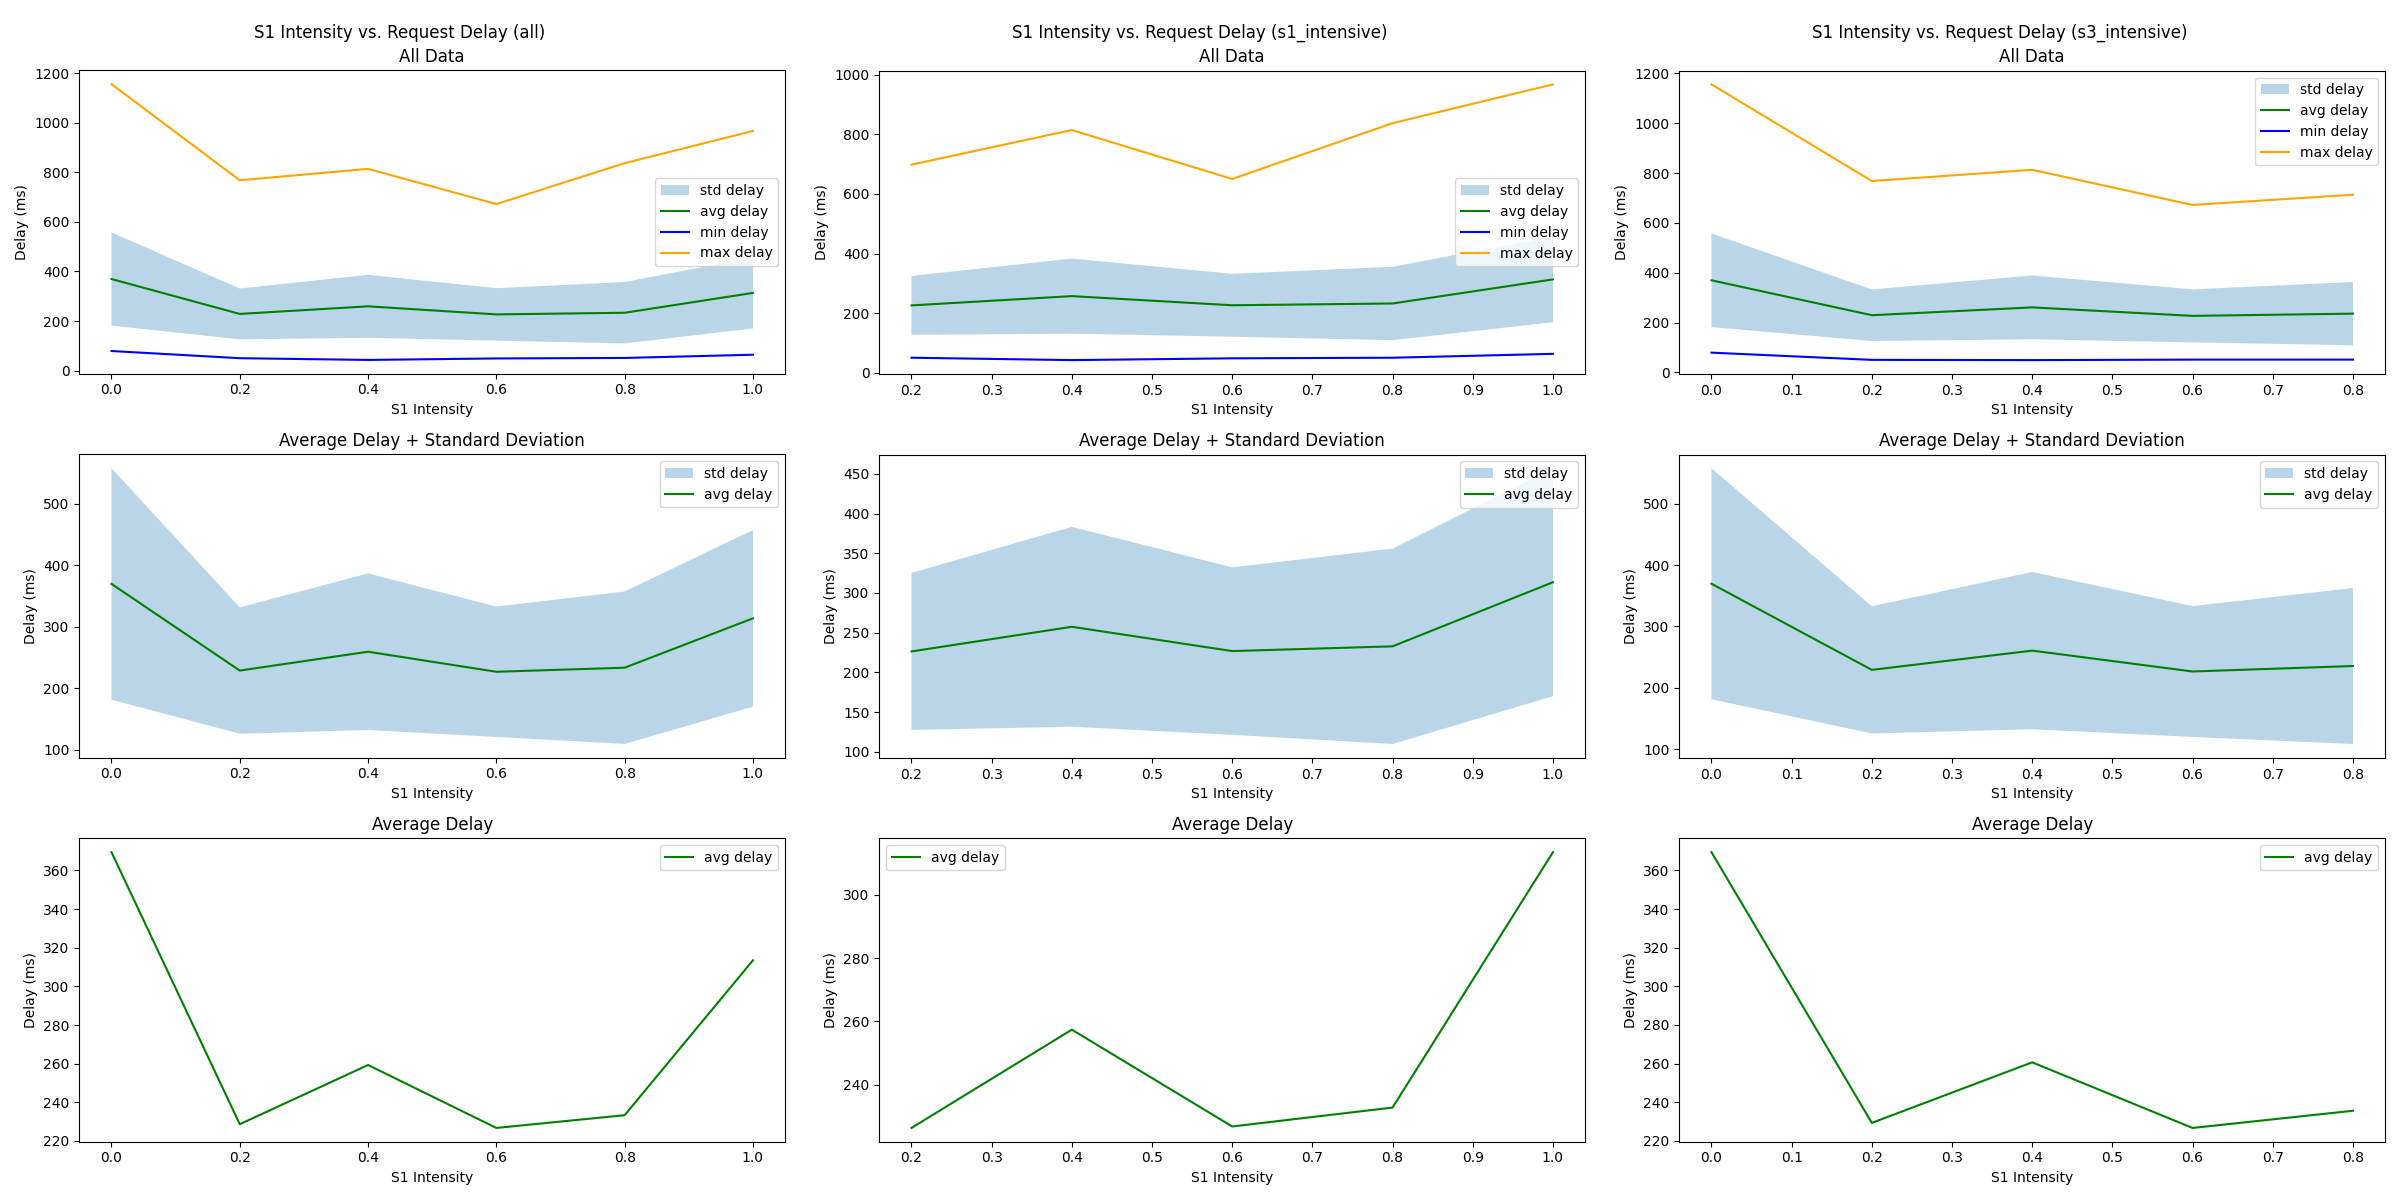 S1 Intensity vs. Request Delay (all)
All Data
1200
1000
800
600
400
200
0
Delay (ms)
std delay
avg delay
min delay
max delay
0.0 0.2 0.4 0.6 0.8 1.0
S1 Intensity
Average Delay + Standard Deviation
500
400
300
200
100
Delay (ms)
std delay
avg delay
0.0 0.2 0.4 0.6 0.8 1.0
S1 Intensity
Average Delay
360
340
320
300
280
260
240
220
Delay (ms)
avg delay
0.0 0.2 0.4 0.6 0.8 1.0
S1 Intensity
S1 Intensity vs. Request Delay (s1_intensive)
All Data
1000
800
600
400
200
0
Delay (ms)
std delay
avg delay
min delay
max delay
0.2 0.3 0.4 0.5 0.6 0.7 0.8 0.9 1.0
S1 Intensity
Average Delay + Standard Deviation
450
400
350
300
250
200
150
100
Delay (ms)
std delay
avg delay
0.2 0.3 0.4 0.5 0.6 0.7 0.8 0.9 1.0
S1 Intensity
Average Delay
300
280
260
240
Delay (ms)
avg delay
0.2 0.3 0.4 0.5 0.6 0.7 0.8 0.9 1.0
S1 Intensity
S1 Intensity vs. Request Delay (s3_intensive)
All Data
1200
1000
800
600
400
200
0
Delay (ms)
std delay
avg delay
min delay
max delay
0.0 0.1 0.2 0.3 0.4 0.5 0.6 0.7 0.8
S1 Intensity
Average Delay + Standard Deviation
500
400
300
200
100
Delay (ms)
std delay
avg delay
0.0 0.1 0.2 0.3 0.4 0.5 0.6 0.7 0.8
S1 Intensity
Average Delay
360
340
320
300
280
260
240
220
Delay (ms)
avg delay
0.0 0.1 0.2 0.3 0.4 0.5 0.6 0.7 0.8
S1 Intensity